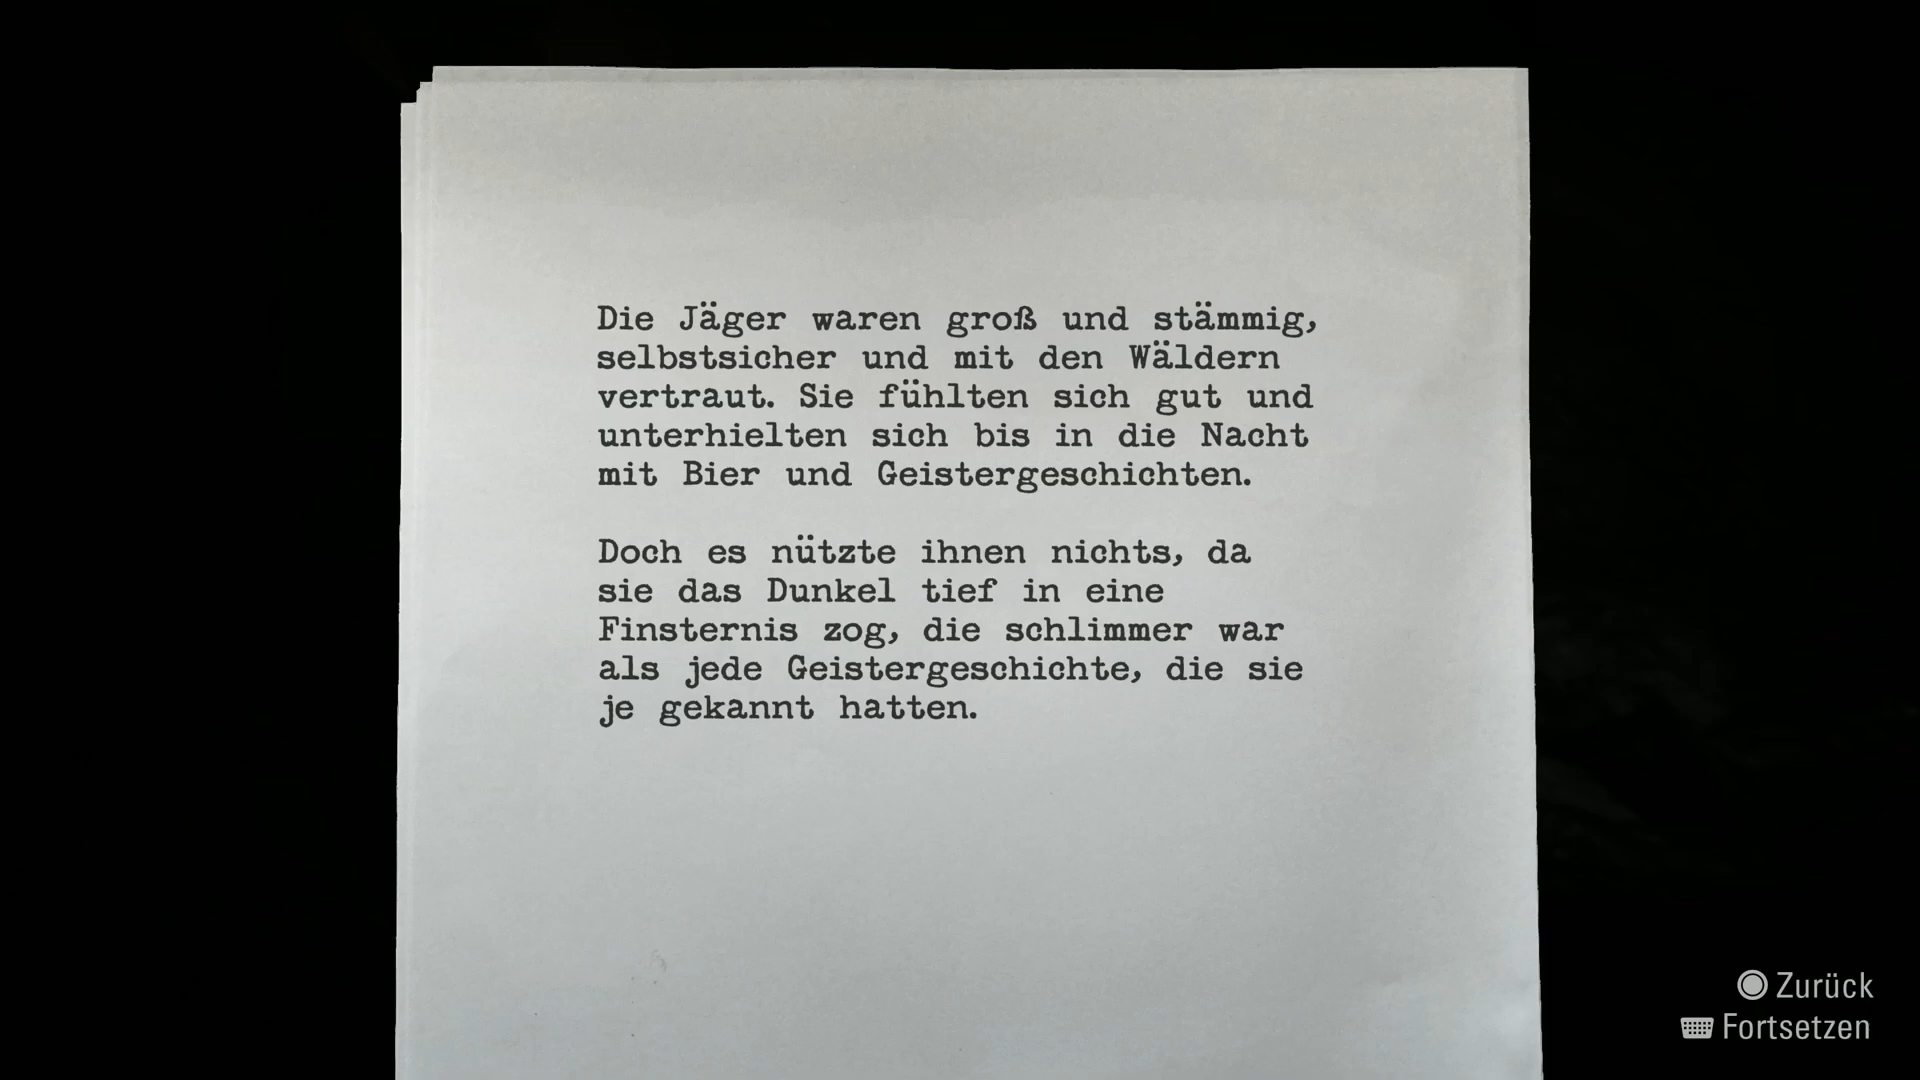 Die Jäger waren groß und stämmig,
selbstsicher und mit den Wäldern
vertraut. Sie fühlten sich gut und
unterhielten sich bis in die Nacht
mit Bier und Geistergeschichten.
Doch es nützte ihnen nichts, da
sie das Dunkel tief in eine
Finsternis zog, die schlimmer war
als jede Geistergeschichte, die sie
je gekannt hatten.
Zurück
Fortsetzen